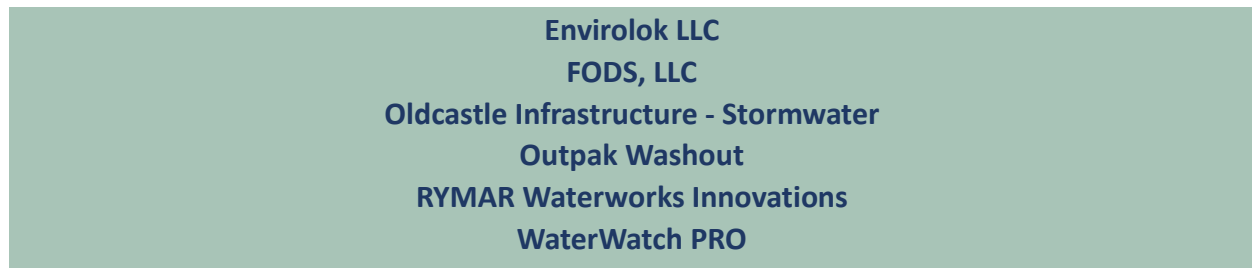 Envirolok LLC
FODS, LLC
Oldcastle Infrastructure - Stormwater
Outpak Washout
RYMAR Waterworks Innovations
WaterWatch PRO